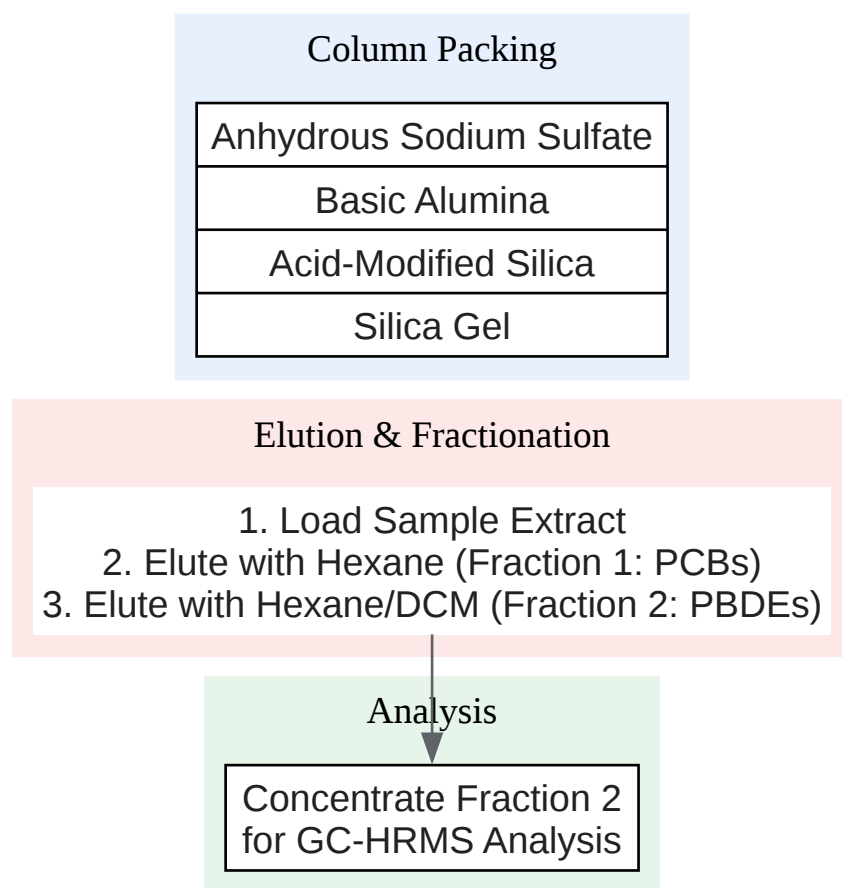 Column Packing
Anhydrous Sodium Sulfate
Basic Alumina
Acid-Modified Silica
Silica Gel
Elution & Fractionation
1. Load Sample Extract
2. Elute with Hexane (Fraction 1: PCBs)
3. Elute with Hexane/DCM (Fraction 2: PBDEs)
Analysis
Concentrate Fraction 2
for GC-HRMS Analysis